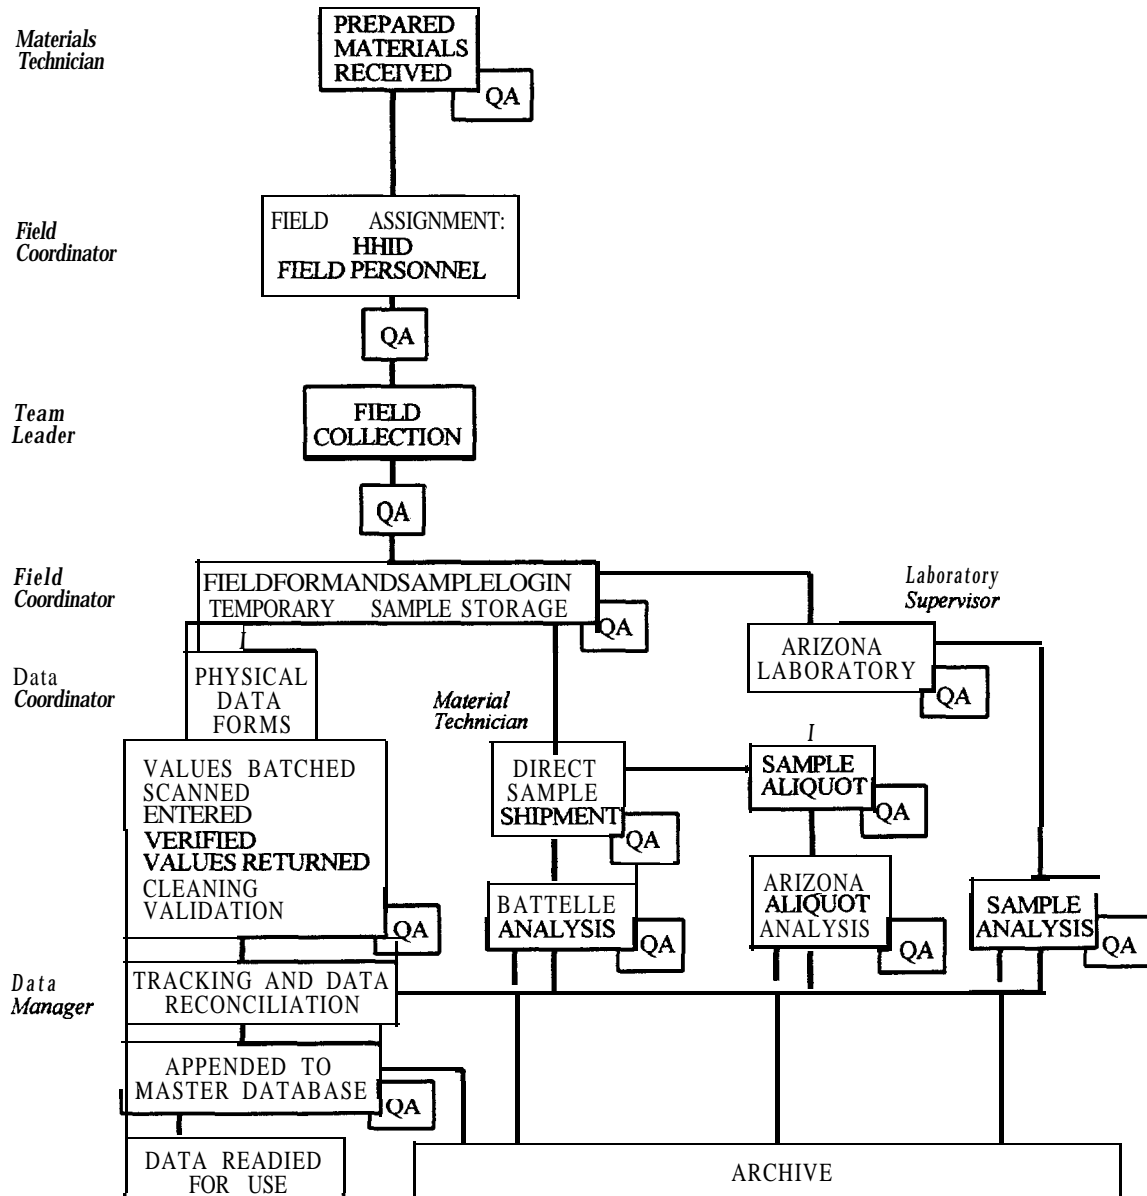 Materials
Technician
PREPARED
MATERIALS
RECEIVED
QA
Field
Coordinator
FIELD ASSIGNMENT:
HHID
FIELD PERSONNEL
QA
Team
Leader
FIELD
COLLECTION
QA
Field
Coordinator
FIELDFORMANDSAMPLELOGIN
TEMPORARY SAMPLE STORAGE
QA
Laboratory
Supervisor
ARIZONA
LABORATORY
QA
Data
Coordinator
I
PHYSICAL
DATA
FORMS
Material
Technician
VALUES BATCHED
SCANNED
ENTERED
VERIFIED
VALUES RETURNED
CLEANING
VALIDATION
QA
DIRECT
SAMPLE
SHIPMENT
QA
I
SAMPLE
ALIQUOT
QA
BATTELLE
ANALYSIS
QA
ARIZONA
ALIQUOT
ANALYSIS
QA
SAMPLE
ANALYSIS
QA
Data
Manager
TRACKING AND DATA
RECONCILIATION
APPENDED TO
MASTER DATABASE
QA
DATA READIED
FOR USE
ARCHIVE